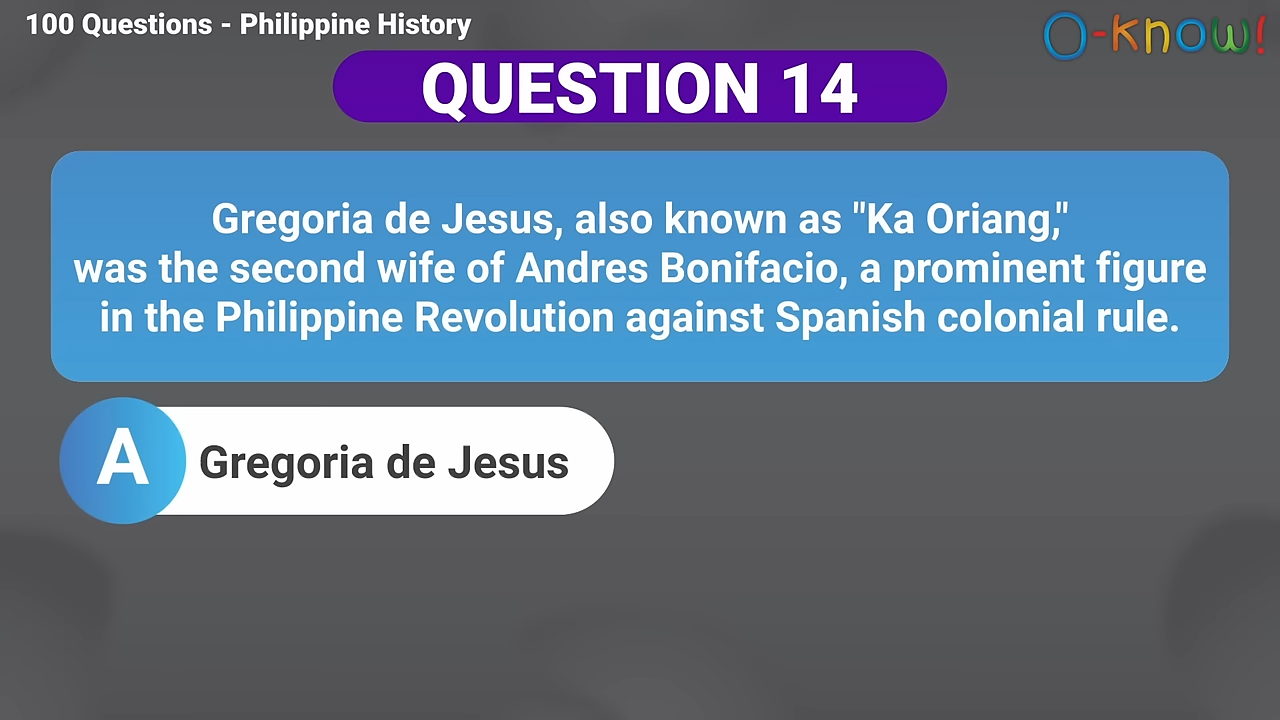 100 Questions - Philippine History
O-know!
QUESTION 14
Gregoria de Jesus, also known as "Ka Oriang,"
was the second wife of Andres Bonifacio, a prominent figure
in the Philippine Revolution against Spanish colonial rule.
A Gregoria de Jesus